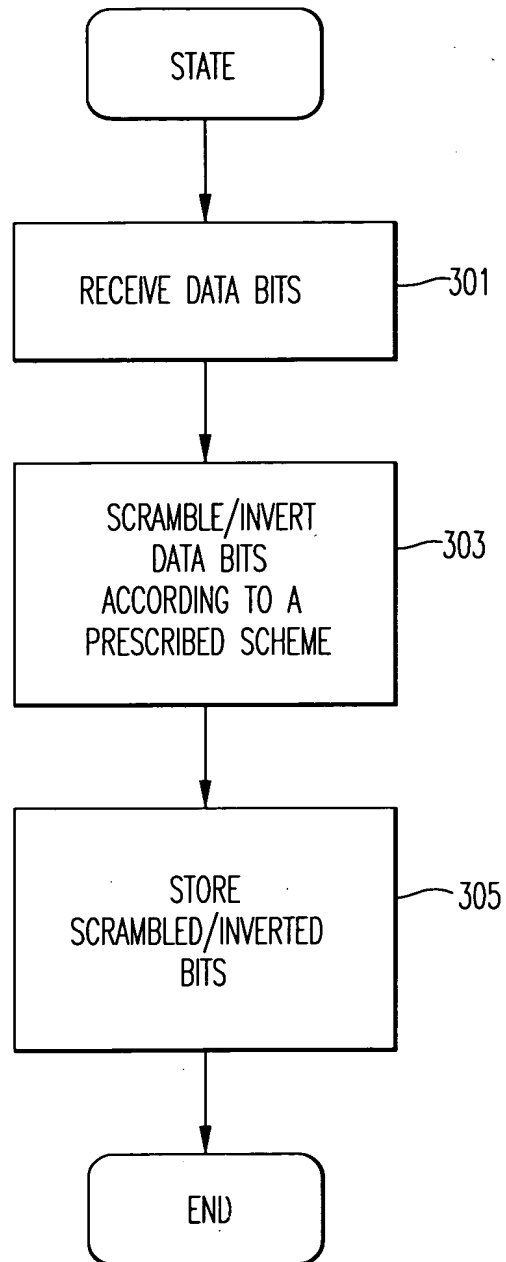 STATE
RECEIVE DATA BITS
301
SCRAMBLE/INVERT
DATA BITS
ACCORDING TO A
PRESCRIBED SCHEME
303
STORE
SCRAMBLED/INVERTED
BITS
305
END